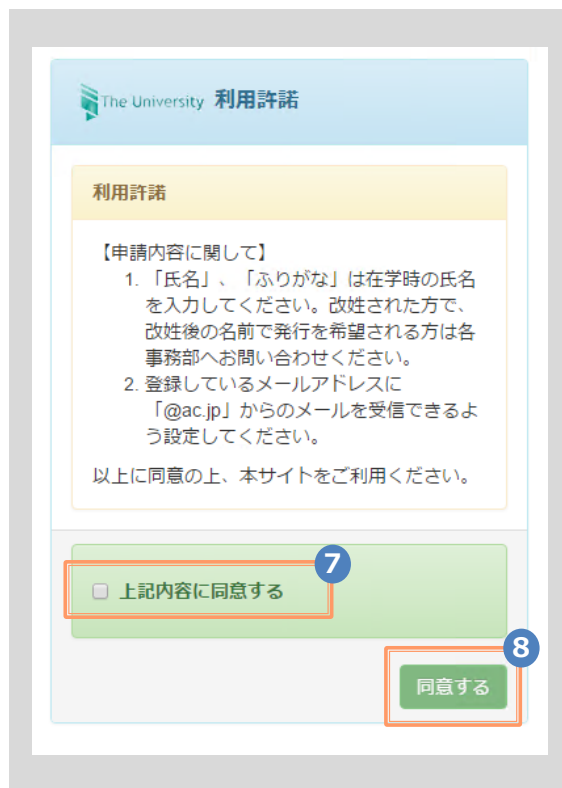 The University 利用許諾
利用許諾
【申請内容に関して】
1. 「氏名」、「ふりがな」は在学時の氏名
を入力してください。改姓された方で、
改姓後の名前で発行を希望される方は各
事務部へお問い合わせください。
2. 登録しているメールアドレスに
「@ac.jp」からのメールを受信できるよ
う設定してください。
以上に同意の上、本サイトをご利用ください。
7
上記内容に同意する
8
同意する